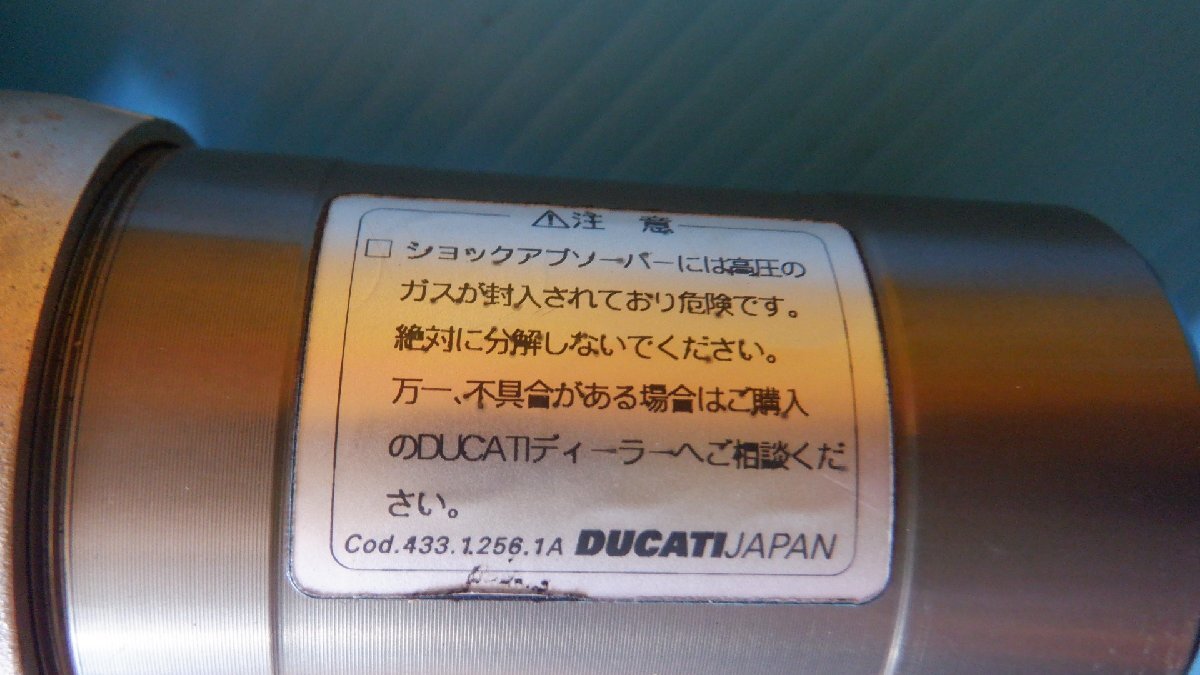 ⚠注 意
□ ショックアブソーバーには高圧の
ガスが封入されており危険です。
絶対に分解しないでください。
万一、不具合がある場合はご購入
のDUCATIディーラーへご相談くだ
さい。
Cod.433.1.256.1A DUCATIJAPAN